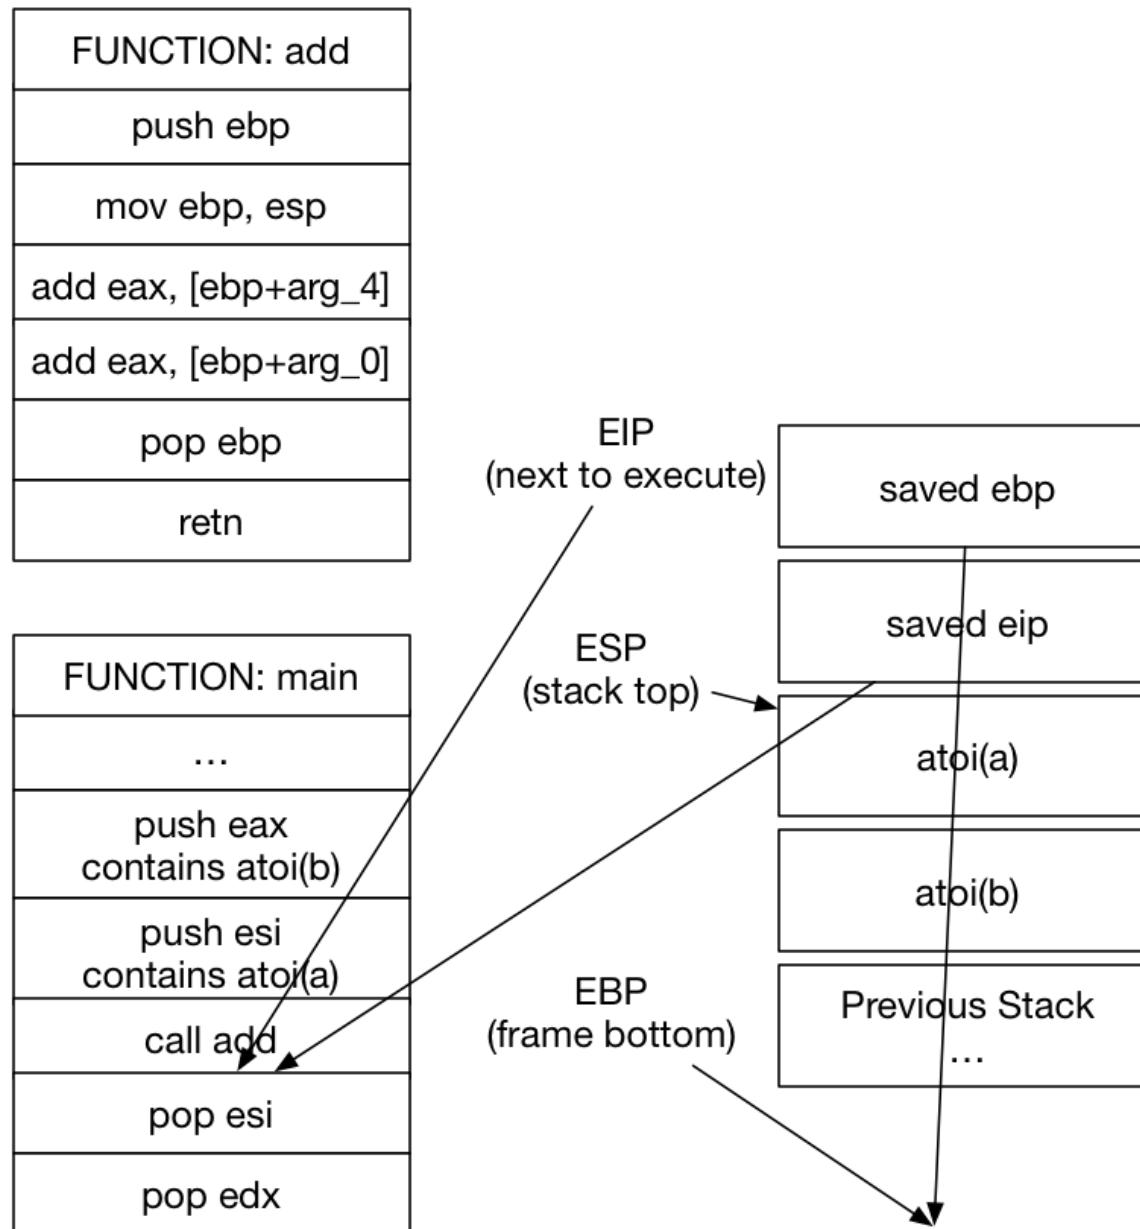 FUNCTION: add
push ebp
mov ebp, esp
add eax, [ebp+arg_4]
add eax, [ebp+arg_0]
pop ebp
retn
FUNCTION: main
...
push eax
contains atoi(b)
push esi
contains atoi(a)
call add
pop esi
pop edx
EIP
(next to execute)
ESP
(stack top)
EBP
(frame bottom)
saved ebp
saved eip
atoi(a)
atoi(b)
Previous Stack
...